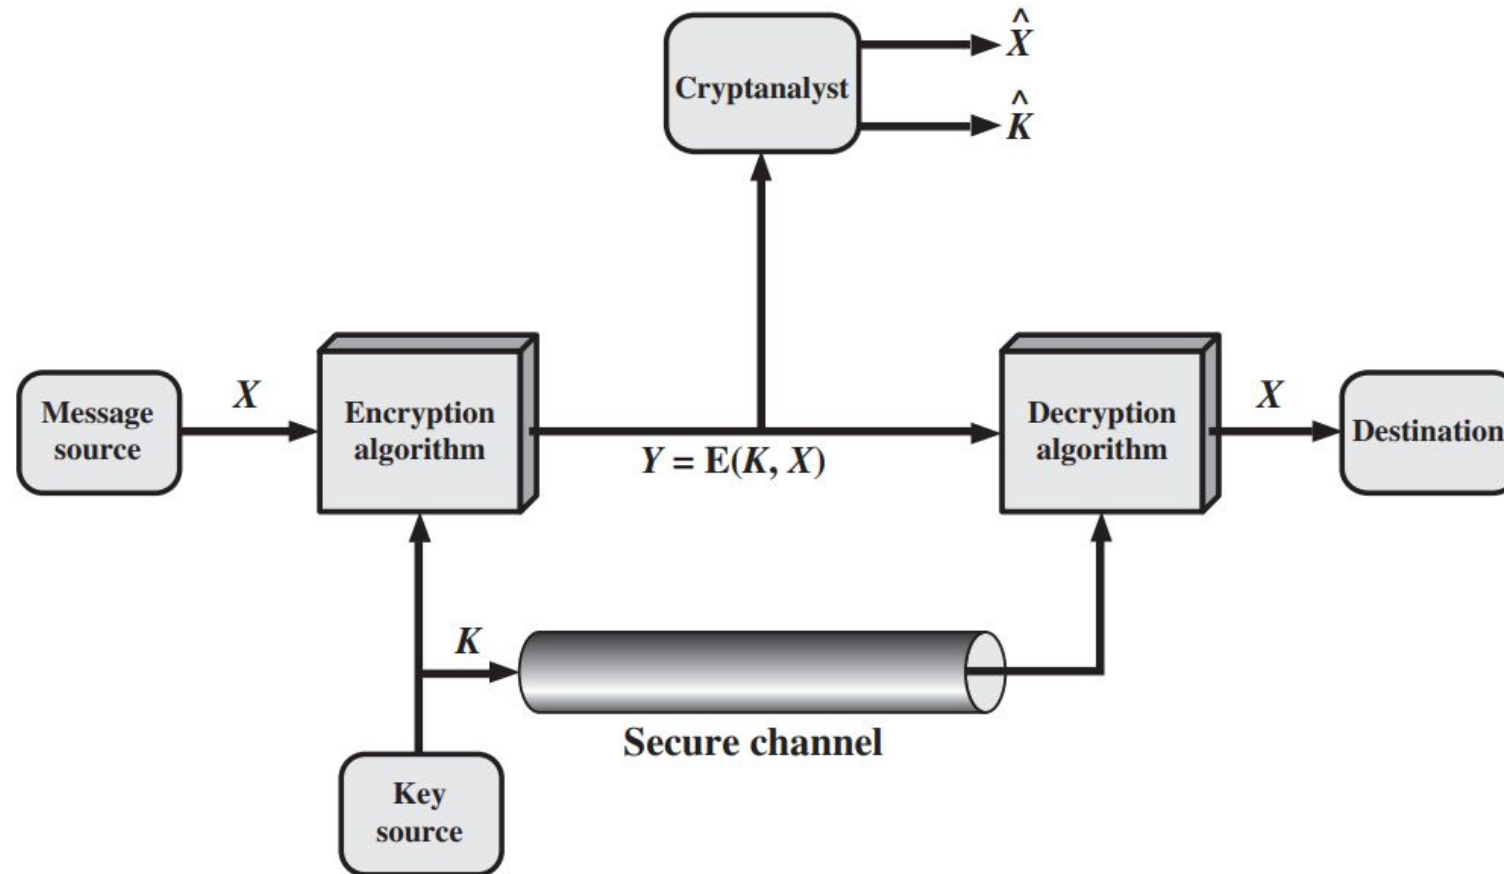 Cryptanalyst
X̂
K̂
Message
source
X
Encryption
algorithm
Y = E(K, X)
Decryption
algorithm
X
Destination
K
Secure channel
Key
source